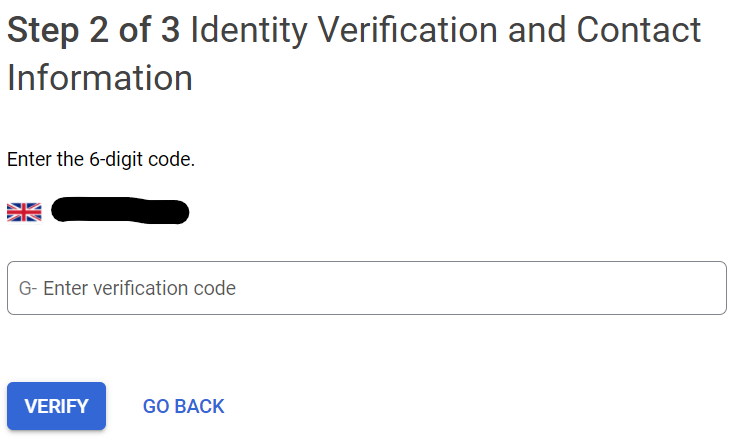 Step 2 of 3 Identity Verification and Contact
Information
Enter the 6-digit code.
G- Enter verification code
VERIFY
GO BACK